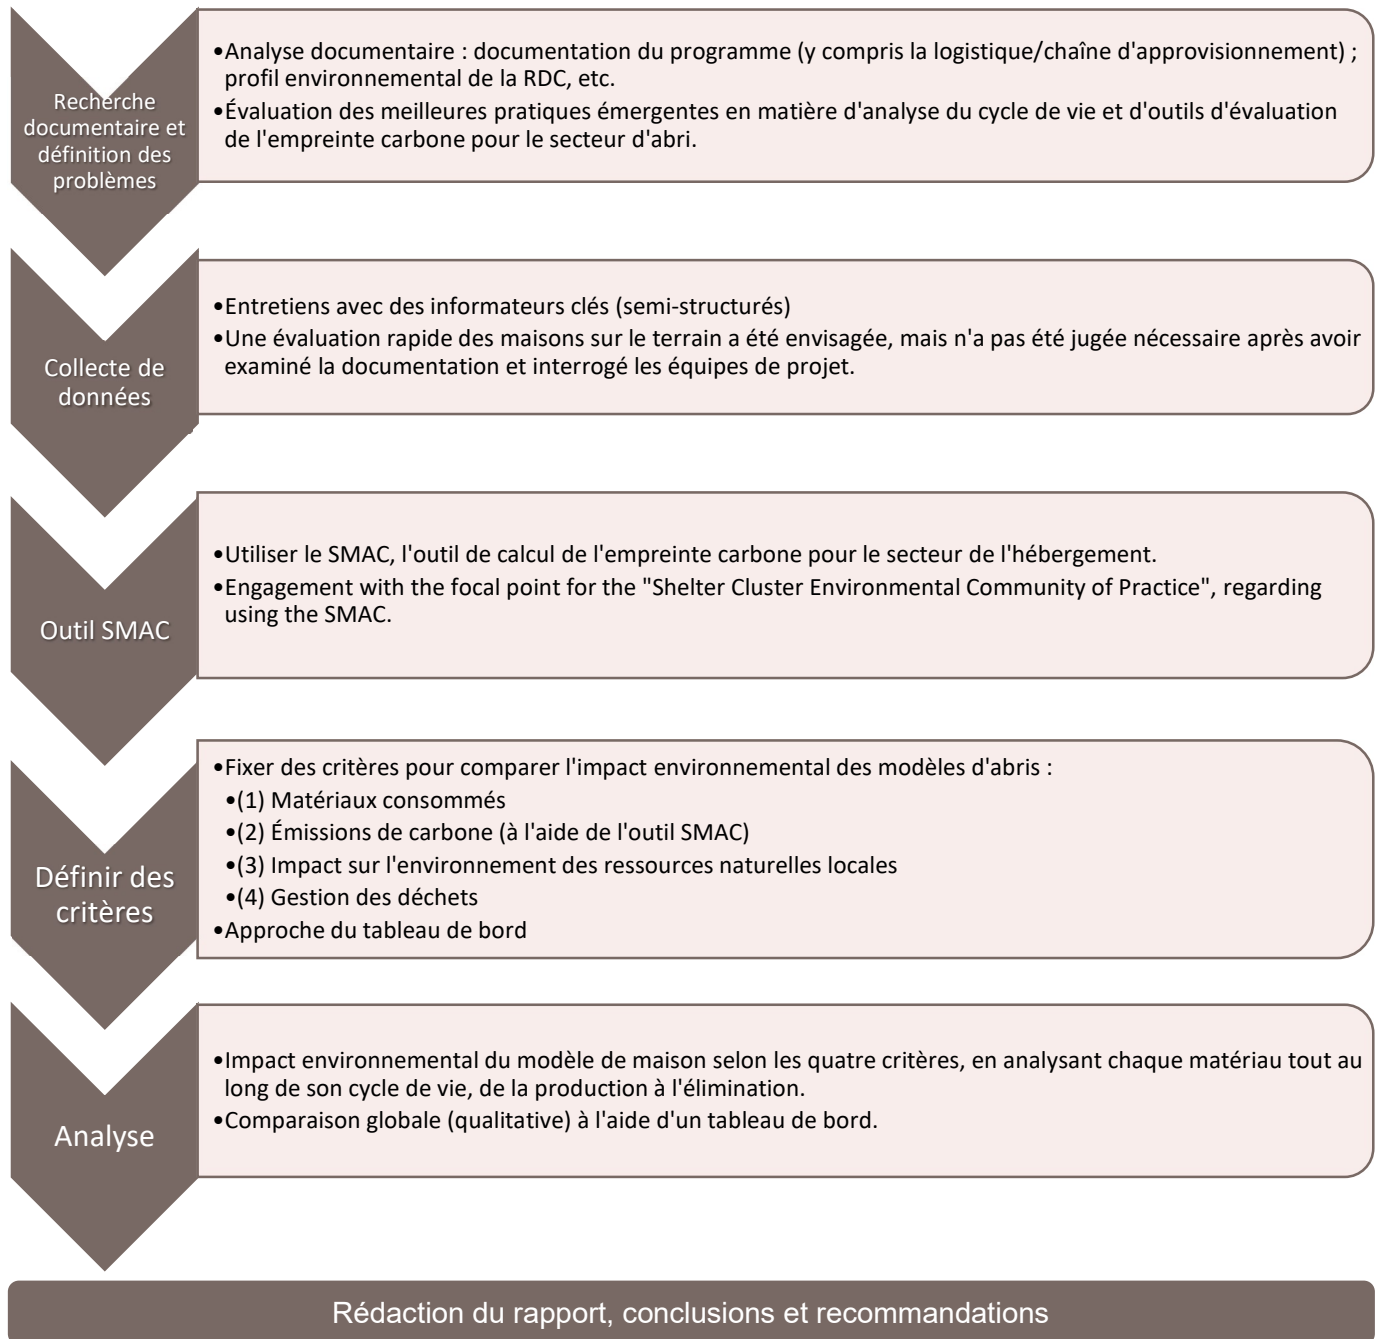 Recherche
documentaire et
définition des
problèmes
•Analyse documentaire : documentation du programme (y compris la logistique/chaîne d'approvisionnement) ;
profil environnemental de la RDC, etc.
•Évaluation des meilleures pratiques émergentes en matière d'analyse du cycle de vie et d'outils d'évaluation
de l'empreinte carbone pour le secteur d'abri.
Collecte de
données
•Entretiens avec des informateurs clés (semi-structurés)
•Une évaluation rapide des maisons sur le terrain a été envisagée, mais n'a pas été jugée nécessaire après avoir
examiné la documentation et interrogé les équipes de projet.
Outil SMAC
•Utiliser le SMAC, l'outil de calcul de l'empreinte carbone pour le secteur de l'hébergement.
•Engagement with the focal point for the "Shelter Cluster Environmental Community of Practice", regarding
using the SMAC.
Définir des
critères
•Fixer des critères pour comparer l'impact environnemental des modèles d'abris :
•(1) Matériaux consommés
•(2) Émissions de carbone (à l'aide de l'outil SMAC)
•(3) Impact sur l'environnement des ressources naturelles locales
•(4) Gestion des déchets
•Approche du tableau de bord
Analyse
•Impact environnemental du modèle de maison selon les quatre critères, en analysant chaque matériau tout au
long de son cycle de vie, de la production à l'élimination.
•Comparaison globale (qualitative) à l'aide d'un tableau de bord.
Rédaction du rapport, conclusions et recommandations